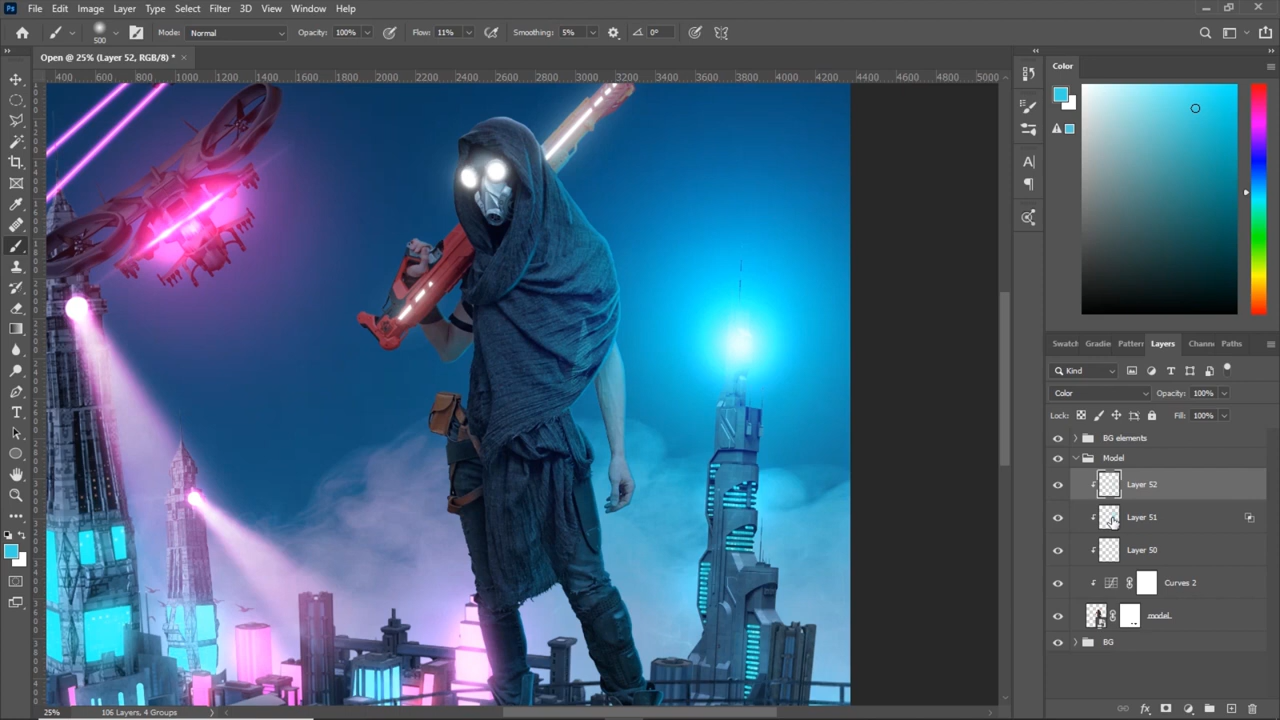 Ps File Edit Image Layer Type Select Filter 3D View Window Help
500 Mode: Normal Opacity: 100% Flow: 11% Smoothing: 5% 0°
Open @ 25% (Layer 52, RGB/8) * ×
400 600 800 1000 1200 1400 1600 1800 2000 2200 2400 2600 2800 3000 3200 3400 3600 3800 4000 4200 4400 4600 4800 5000
Color
Swatch Gradie Pattern Layers Channe Paths
Kind
Color Opacity: 100%
Lock: Fill: 100%
BG elements
Model
Layer 52
Layer 51
Layer 50
Curves 2
model
BG
25% 106 Layers, 4 Groups